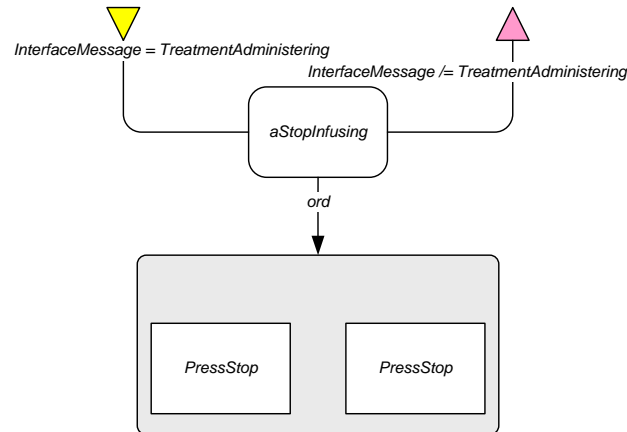 InterfaceMessage = TreatmentAdministering
InterfaceMessage /= TreatmentAdministering
aStopInfusing
ord
PressStop
PressStop